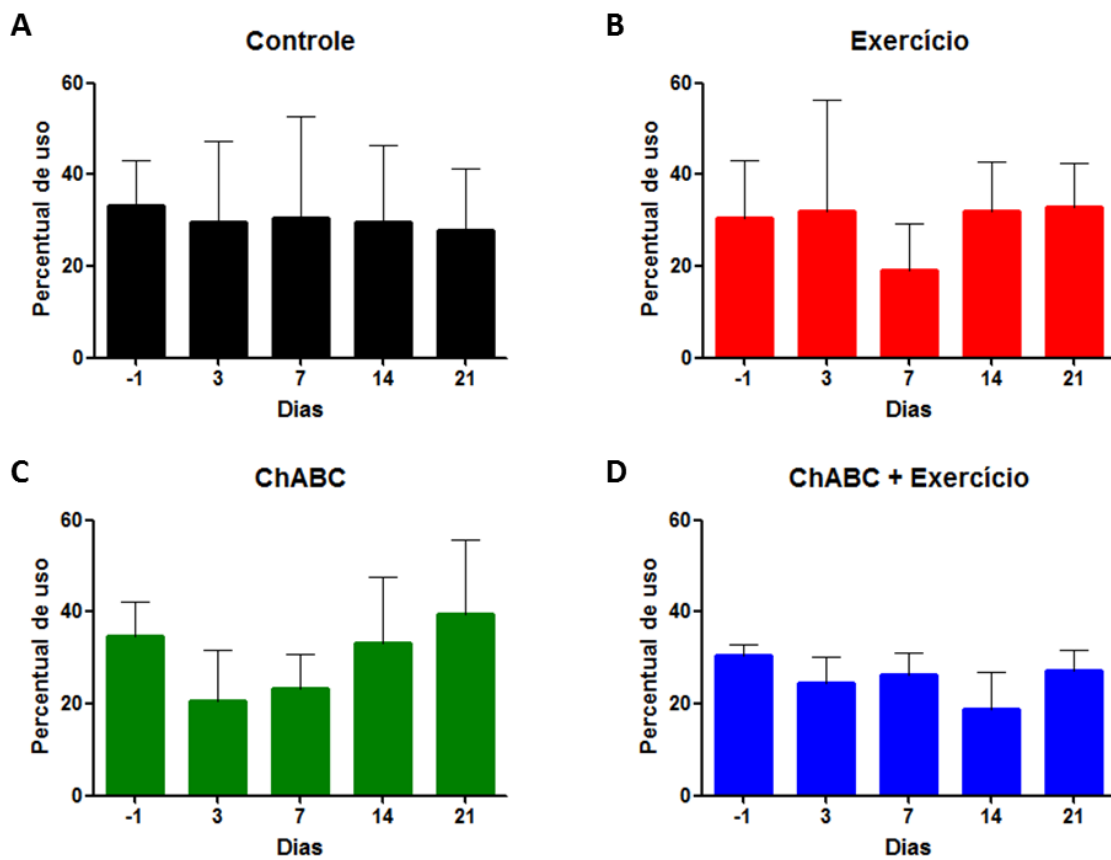 A
Controle
Percentual de uso
60
40
20
0
-1 3 7 14 21
Dias
B
Exercício
Percentual de uso
60
40
20
0
-1 3 7 14 21
Dias
C
ChABC
Percentual de uso
60
40
20
0
-1 3 7 14 21
Dias
D
ChABC + Exercício
Percentual de uso
60
40
20
0
-1 3 7 14 21
Dias